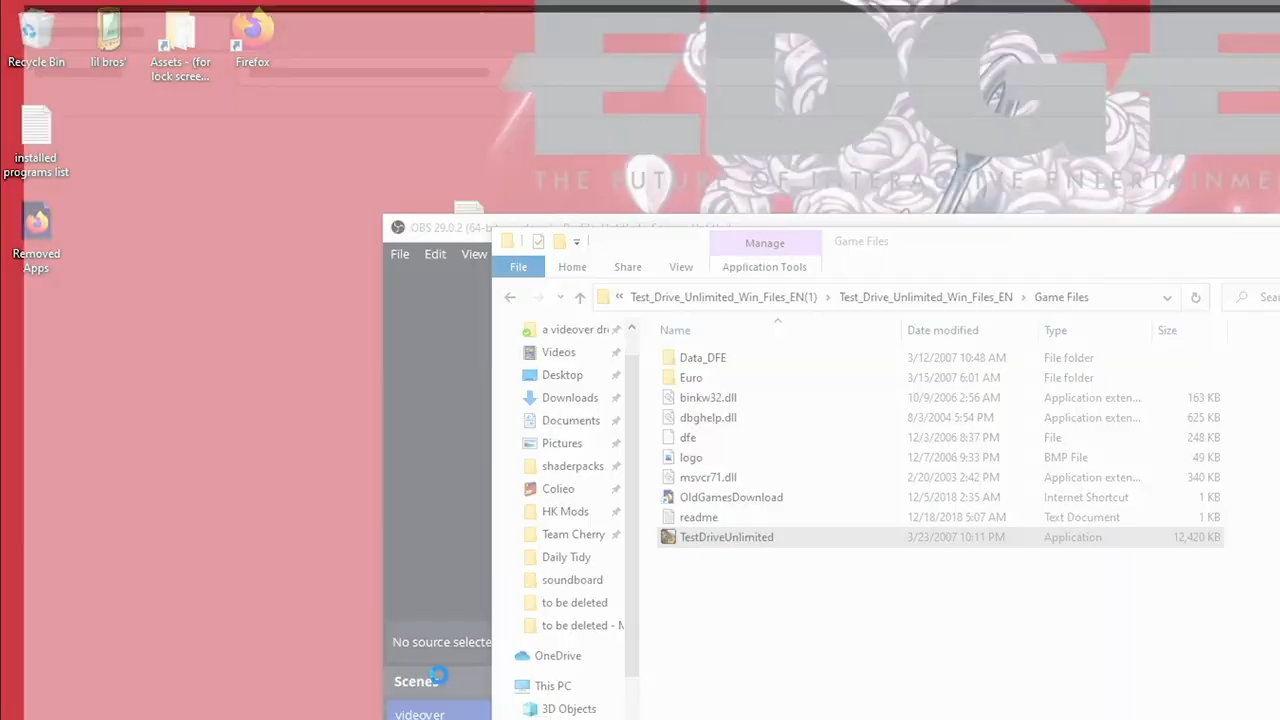 EDGE
THE FUTURE OF INTERACTIVE ENTERTAINME
Recycle Bin
lil bros'
Assets - (for
lock scree...
Firefox
installed
programs list
Removed
Apps
OBS 29.0.2 (64-b
File Edit View
No source selecte
Scenes
videover
Manage
Game Files
File Home Share View Application Tools
« Test_Drive_Unlimited_Win_Files_EN(1) › Test_Drive_Unlimited_Win_Files_EN › Game Files
Sea
a videover dr
Videos
Desktop
Downloads
Documents
Pictures
shaderpacks
Colieo
HK Mods
Team Cherry
Daily Tidy
soundboard
to be deleted
to be deleted - N
OneDrive
This PC
3D Objects
Name Date modified Type Size
Data_DFE 3/12/2007 10:48 AM File folder
Euro 3/15/2007 6:01 AM File folder
binkw32.dll 10/9/2006 2:56 AM Application exten... 163 KB
dbghelp.dll 8/3/2004 5:54 PM Application exten... 625 KB
dfe 12/3/2006 8:37 PM File 248 KB
logo 12/7/2006 9:33 PM BMP File 49 KB
msvcr71.dll 2/20/2003 2:42 PM Application exten... 340 KB
OldGamesDownload 12/5/2018 2:35 AM Internet Shortcut 1 KB
readme 12/18/2018 5:07 AM Text Document 1 KB
TestDriveUnlimited 3/23/2007 10:11 PM Application 12,420 KB